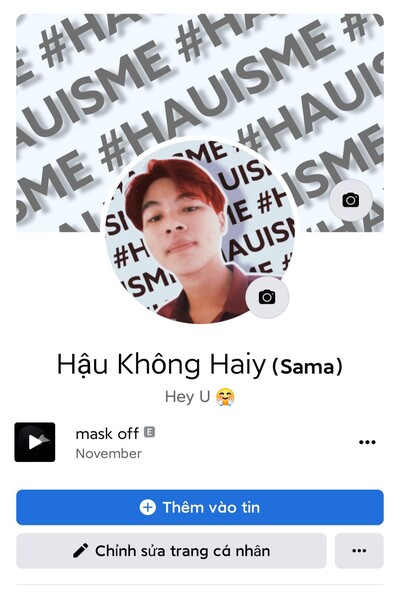 #HAUISME #HAUISME #
AUISME #HAUISME #
SME #HAUISME #HAUISME
Hậu Không Haiy (Sama)
Hey U
mask off E
November
Thêm vào tin
Chỉnh sửa trang cá nhân